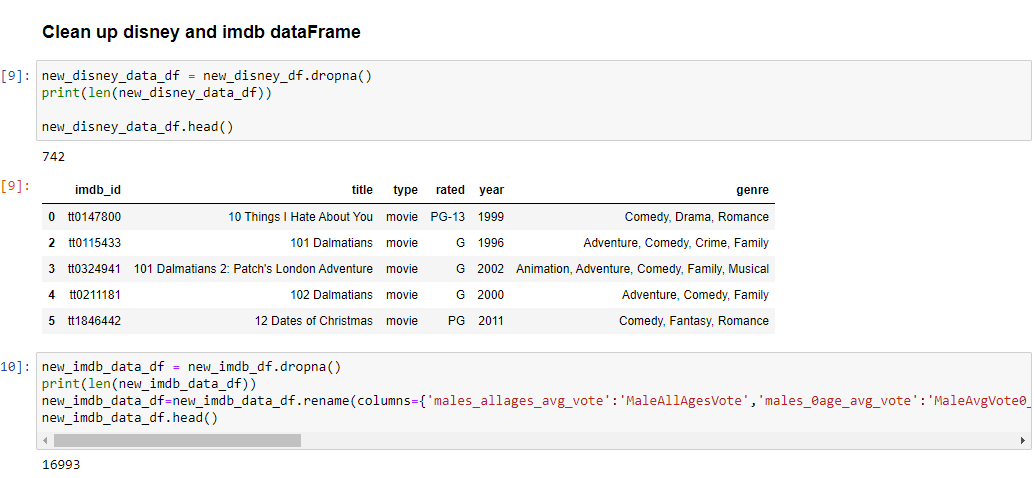 Clean up disney and imdb dataFrame
[9]: new_disney_data_df = new_disney_df.dropna()
print(len(new_disney_data_df))
new_disney_data_df.head()
742
[9]:
imdb_id title type rated year genre
0 tt0147800 10 Things I Hate About You movie PG-13 1999 Comedy, Drama, Romance
2 tt0115433 101 Dalmatians movie G 1996 Adventure, Comedy, Crime, Family
3 tt0324941 101 Dalmatians 2: Patch's London Adventure movie G 2002 Animation, Adventure, Comedy, Family, Musical
4 tt0211181 102 Dalmatians movie G 2000 Adventure, Comedy, Family
5 tt1846442 12 Dates of Christmas movie PG 2011 Comedy, Fantasy, Romance
10]: new_imdb_data_df = new_imdb_df.dropna()
print(len(new_imdb_data_df))
new_imdb_data_df=new_imdb_data_df.rename(columns={'males_allages_avg_vote':'MaleAllAgesVote','males_0age_avg_vote':'MaleAvgVote0_
new_imdb_data_df.head()
16993